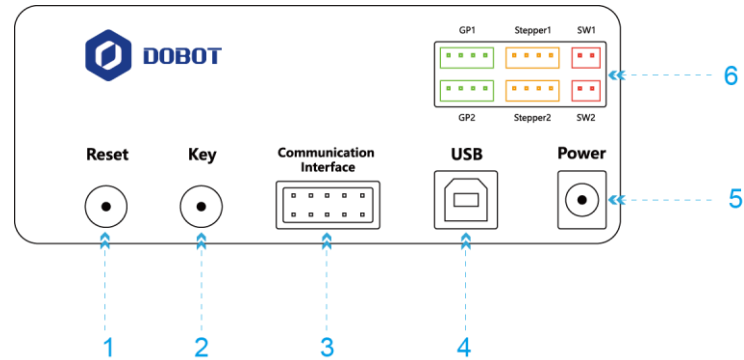 GP1 Stepper1 SW1
DOBOT
6
GP2 Stepper2 SW2
Reset Key Communication Interface USB Power
5
1 2 3 4